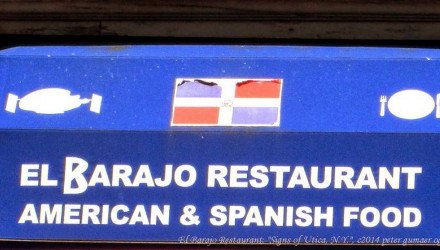 EL BARAJO RESTAURANT
AMERICAN & SPANISH FOOD
El Barajo Restaurant: "Signs of Utica, N.Y.", c2014 peter gumaer